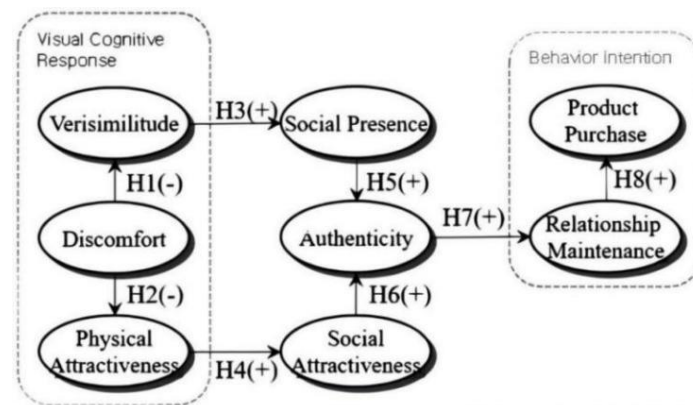 Visual Cognitive
Response
Behavior Intention
Verisimilitude
H3(+)
Social Presence
Product
Purchase
H1(-)
H5(+)
H8(+)
Discomfort
Authenticity
H7(+)
Relationship
Maintenance
H2(-)
H6(+)
Physical
Attractiveness
H4(+)
Social
Attractiveness